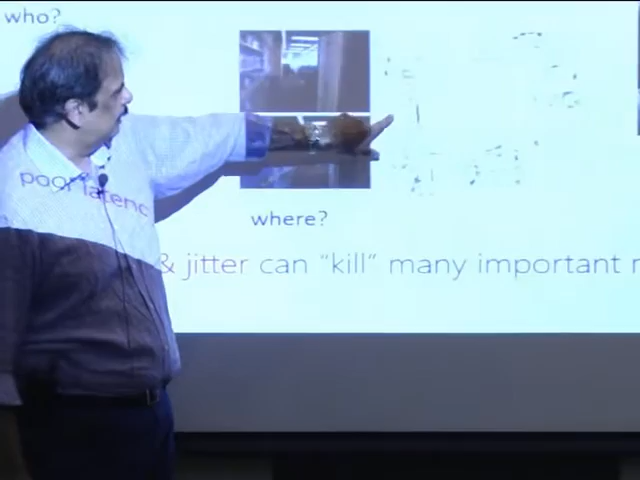 who?
where?
poor latenc & jitter can "kill" many important